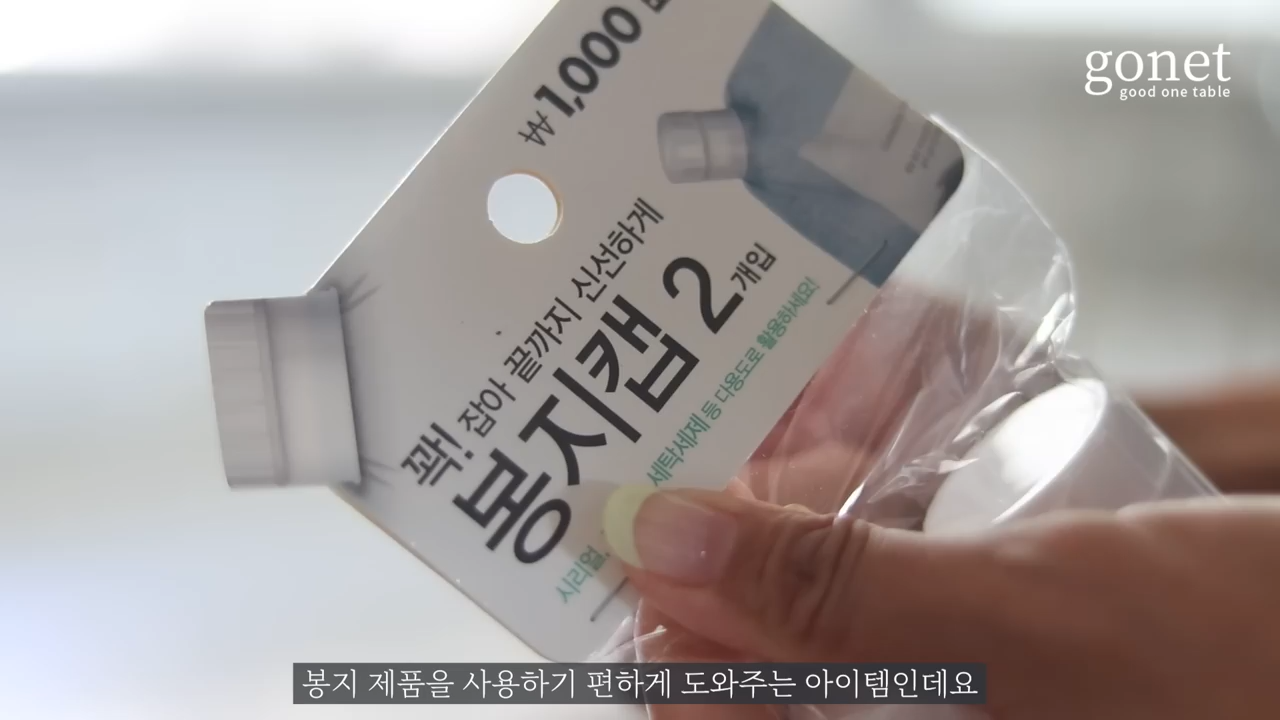 gonet
good one table
₩1,000
꽉! 잡아 끝까지 신선하게
봉지캡 2개입
시리얼, 세탁세제 등 다용도로 활용하세요!
봉지 제품을 사용하기 편하게 도와주는 아이템인데요